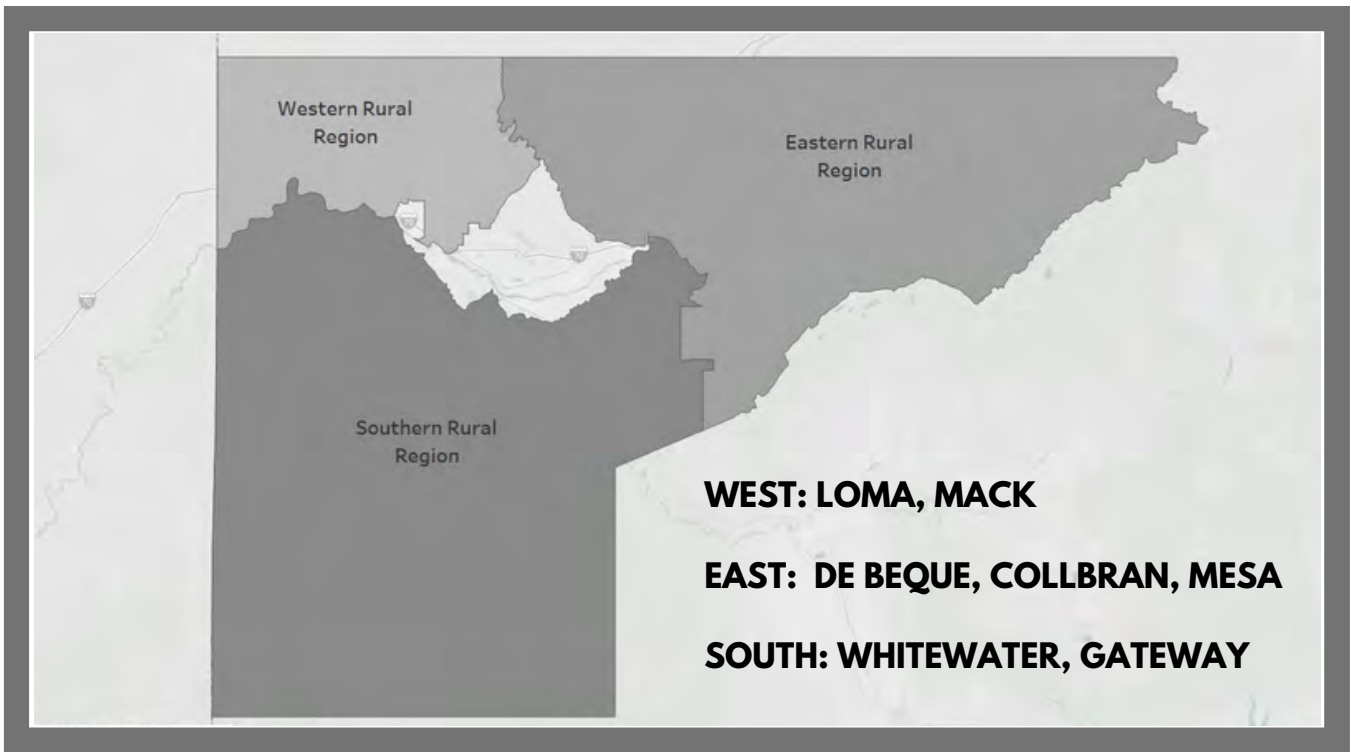 Western Rural
Region
Eastern Rural
Region
Southern Rural
Region
WEST: LOMA, MACK
EAST: DE BEQUE, COLLBRAN, MESA
SOUTH: WHITEWATER, GATEWAY